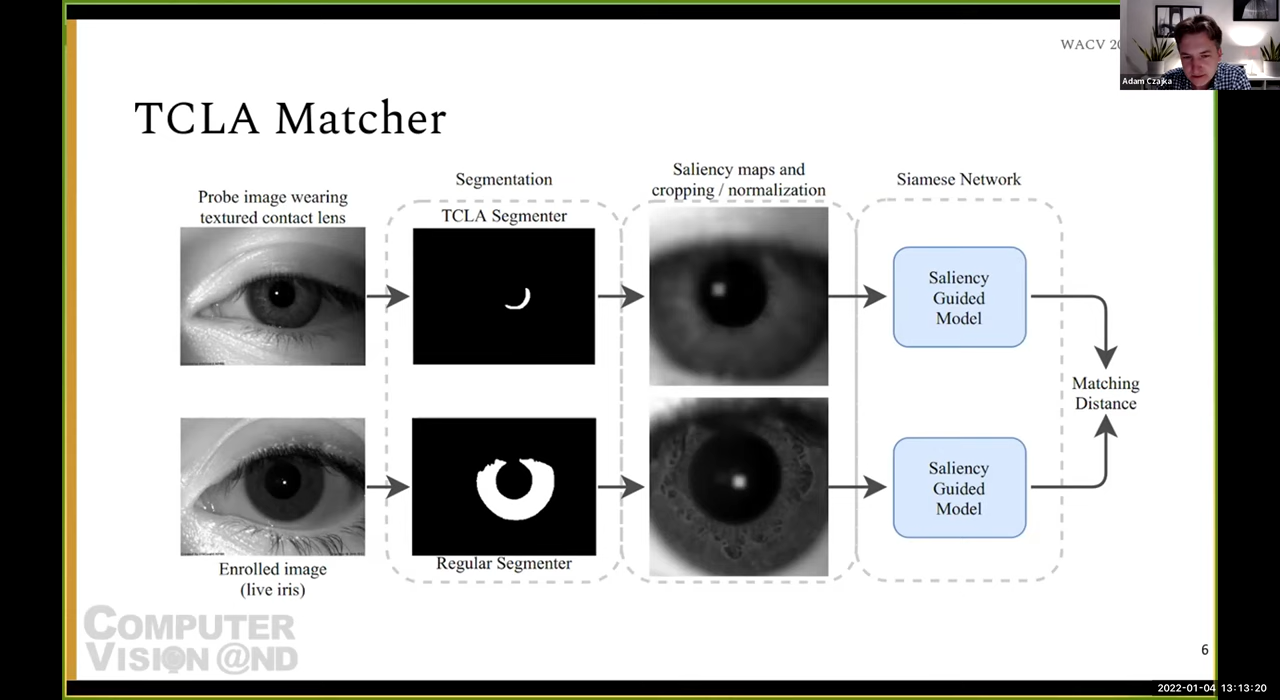 WACV 20
Adam Czajka
TCLA Matcher
Probe image wearing
textured contact lens
Segmentation
TCLA Segmenter
Saliency maps and
cropping / normalization
Siamese Network
Saliency
Guided
Model
Matching
Distance
Saliency
Guided
Model
Regular Segmenter
Enrolled image
(live iris)
COMPUTER
VISION @ND
6
2022-01-04 13:13:20